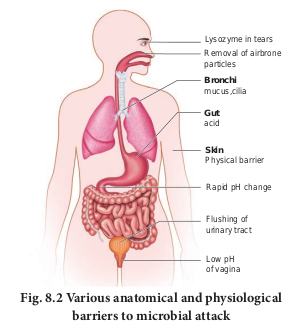 Lysozyme in tears
Removal of airbrone
particles
Bronchi
mucus,cilia
Gut
acid
Skin
Physical barrier
Rapid pH change
Flushing of
urinary tract
Low pH
of vagina
Fig. 8.2 Various anatomical and physiological
barriers to microbial attack